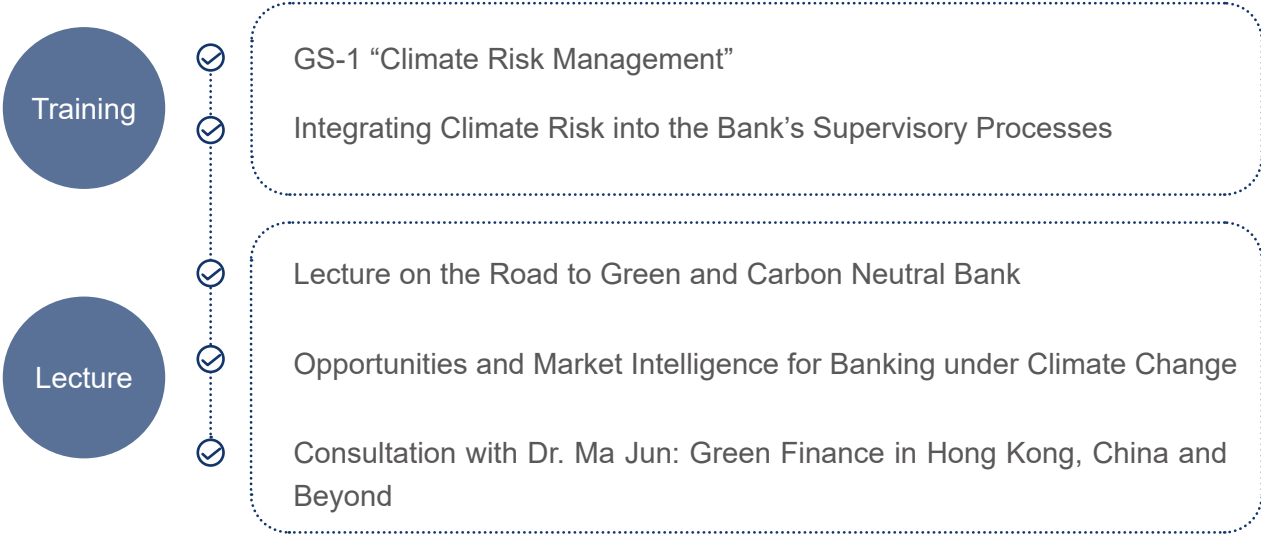 Training
GS-1 “Climate Risk Management”
Integrating Climate Risk into the Bank’s Supervisory Processes
Lecture
Lecture on the Road to Green and Carbon Neutral Bank
Opportunities and Market Intelligence for Banking under Climate Change
Consultation with Dr. Ma Jun: Green Finance in Hong Kong, China and
Beyond